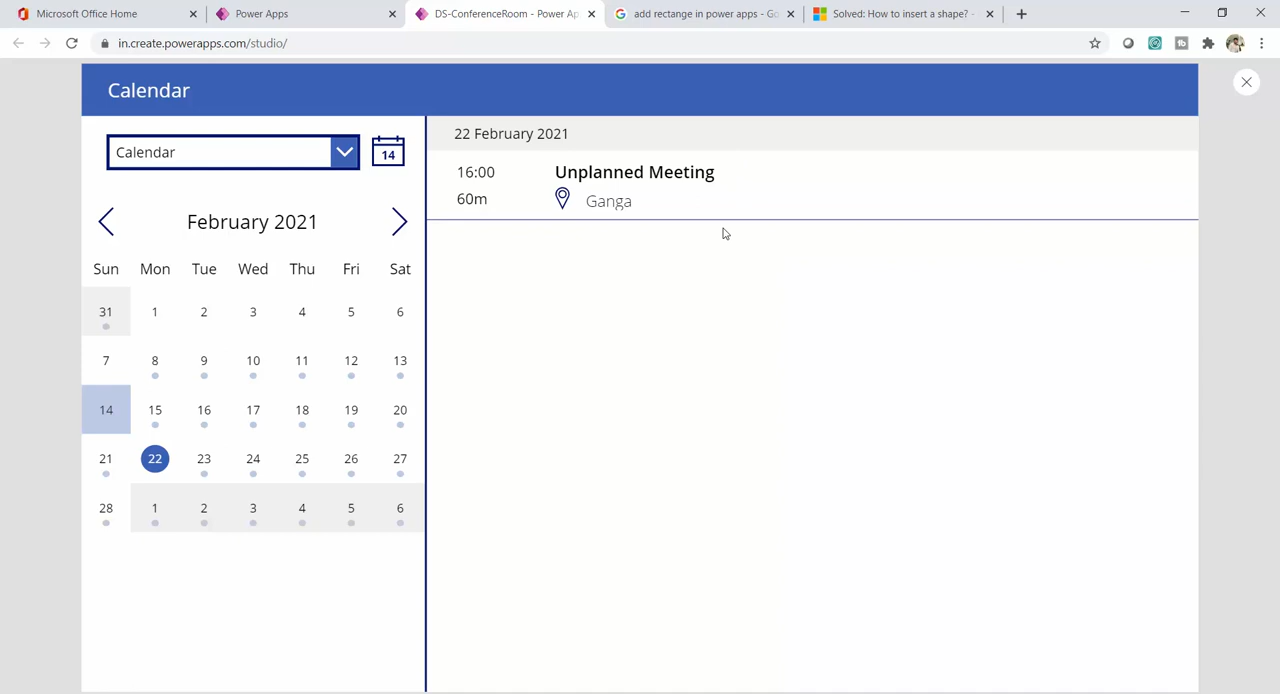 Microsoft Office Home
Power Apps
DS-ConferenceRoom - Power Ap
add rectange in power apps - Go
Solved: How to insert a shape? -
in.create.powerapps.com/studio/
Calendar
Calendar
14
February 2021
Sun Mon Tue Wed Thu Fri Sat
31 1 2 3 4 5 6
7 8 9 10 11 12 13
14 15 16 17 18 19 20
21 22 23 24 25 26 27
28 1 2 3 4 5 6
22 February 2021
16:00 Unplanned Meeting
60m Ganga